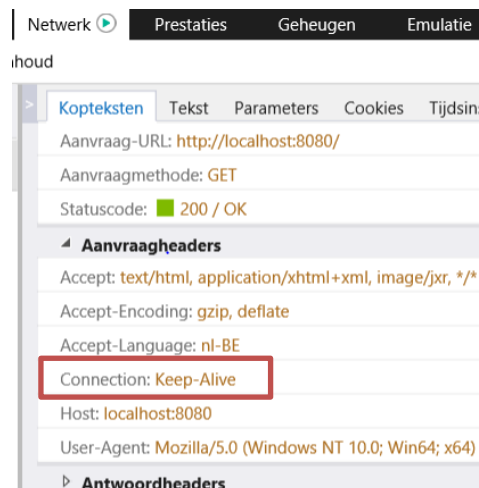 Netwerk Prestaties Geheugen Emulatie
houd
Kopteksten Tekst Parameters Cookies Tijdsin
Aanvraag-URL: http://localhost:8080/
Aanvraagmethode: GET
Statuscode: 200 / OK
Aanvraagheaders
Accept: text/html, application/xhtml+xml, image/jxr, */*
Accept-Encoding: gzip, deflate
Accept-Language: nl-BE
Connection: Keep-Alive
Host: localhost:8080
User-Agent: Mozilla/5.0 (Windows NT 10.0; Win64; x64)
Antwoordheaders